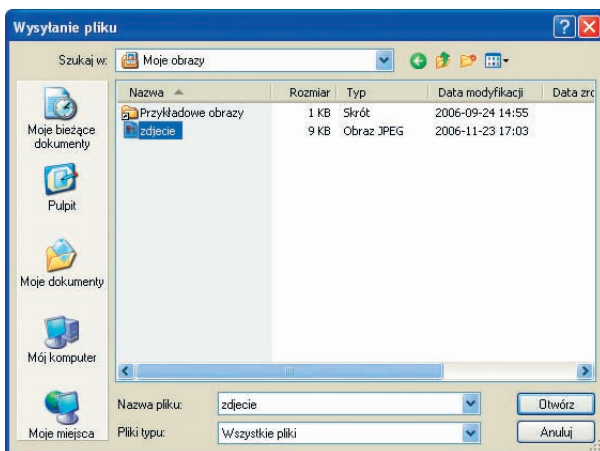 Wysyłanie pliku
Szukaj w: Moje obrazy
Nazwa Rozmiar Typ Data modyfikacji Data zrc
Przykładowe obrazy 1 KB Skrót 2006-09-24 14:55
zdjecie 9 KB Obraz JPEG 2006-11-23 17:03
Moje bieżące
dokumenty
Pulpit
Moje dokumenty
Mój komputer
Moje miejsca
Nazwa pliku: zdjecie Otwórz
Pliki typu: Wszystkie pliki Anuluj